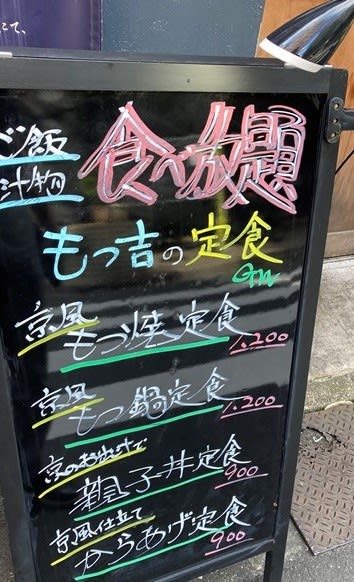 ご飯
汁物
食べ放題
もつ吉の定食
京風
もつ焼定食
1,200
京風
もつ鍋定食
1,200
京のお出汁で
親子丼定食
900
京風仕立て
からあげ定食
900